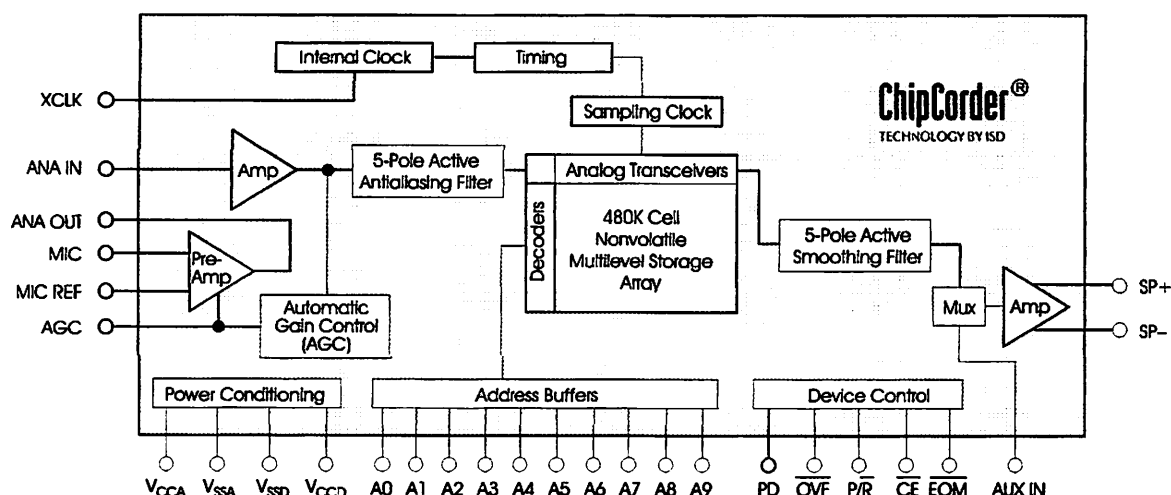 Internal Clock
Timing
XCLK
Sampling Clock
ChipCorder®
TECHNOLOGY BY ISD
ANA IN
Amp
5-Pole Active
Antialiasing Filter
Decoders
Analog Transceivers
480K Cell
Nonvolatile
Multilevel Storage
Array
ANA OUT
MIC
Pre-
Amp
MIC REF
AGC
Automatic
Gain Control
(AGC)
5-Pole Active
Smoothing Filter
Mux
Amp
SP+
SP–
Power Conditioning
Address Buffers
Device Control
VCCA VSSA VSSD VCCD A0 A1 A2 A3 A4 A5 A6 A7 A8 A9 PD OVF P/R CE EOM AUX IN